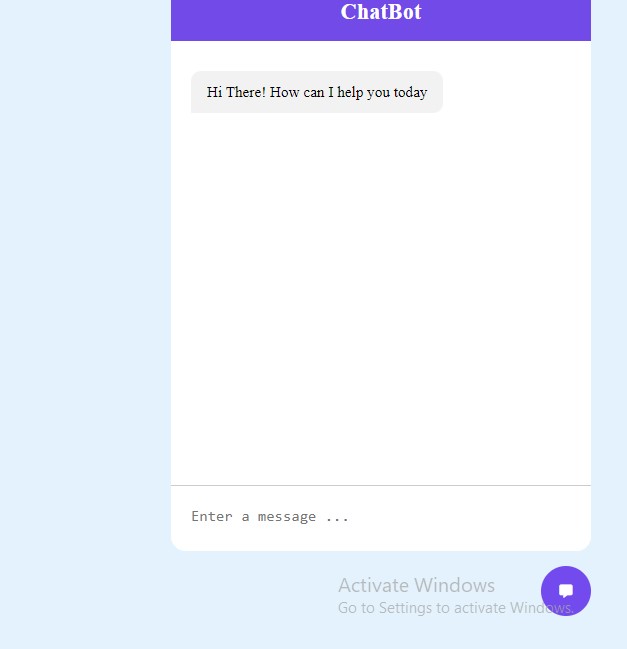 ChatBot
Hi There! How can I help you today
Enter a message ...
Activate Windows
Go to Settings to activate Windows.